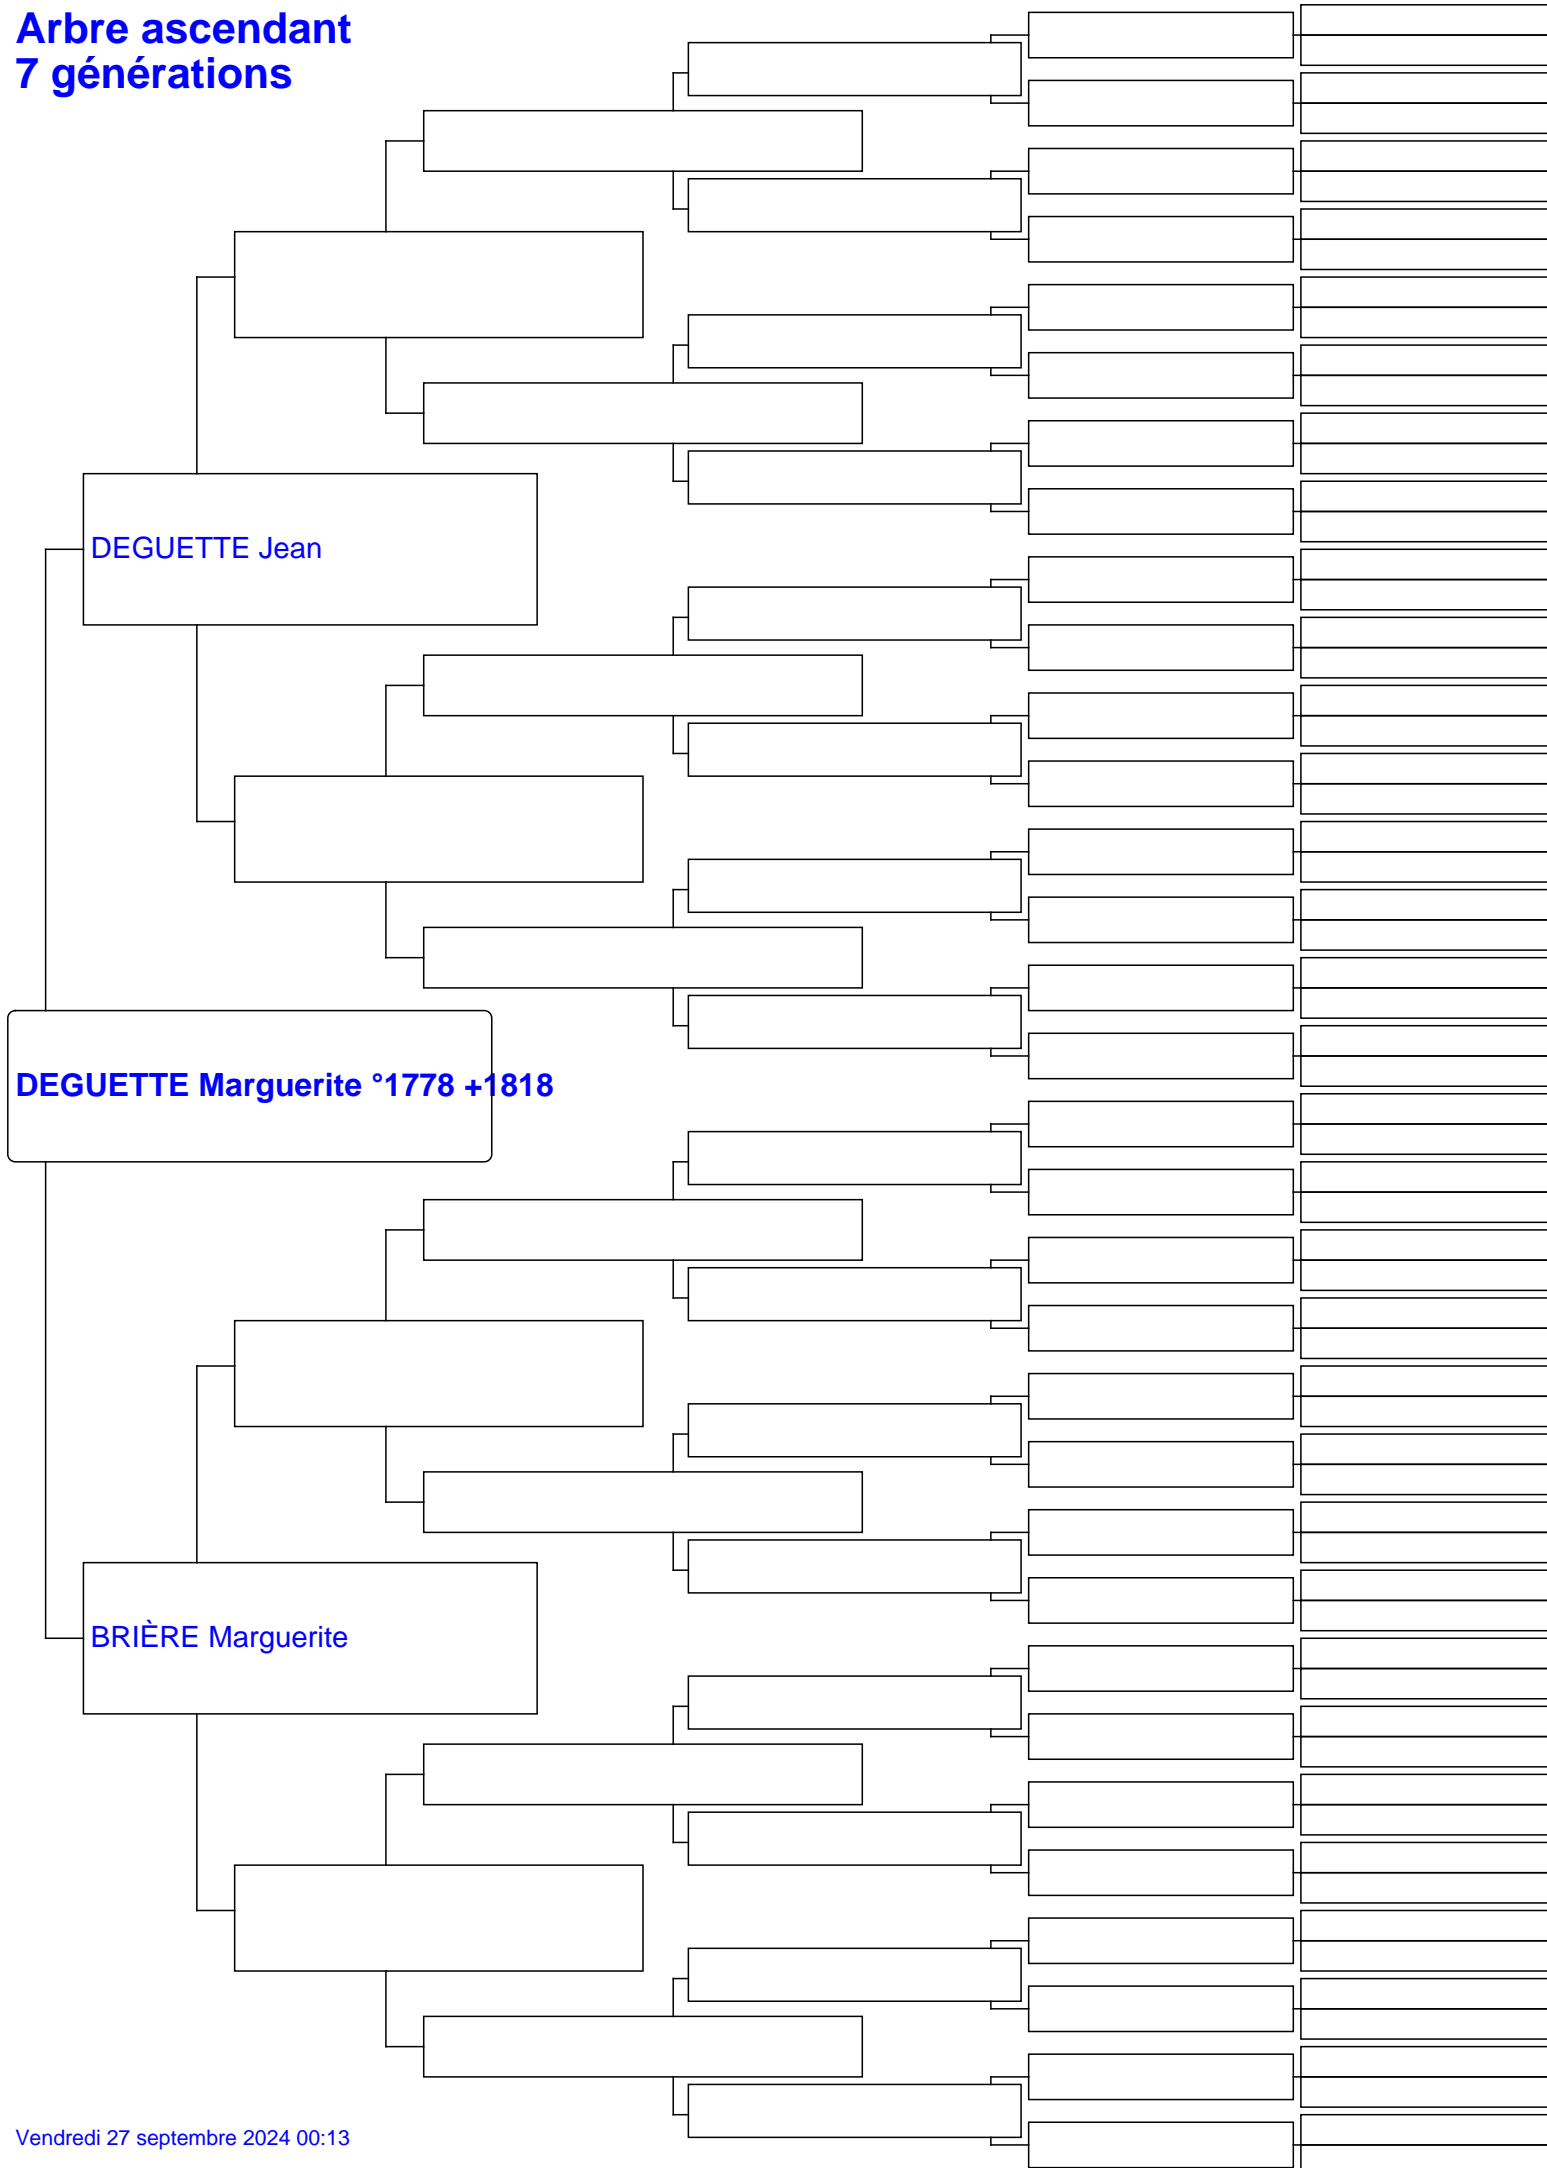 Arbre ascendant
7 générations
DEGUETTE Jean
DEGUETTE Marguerite °1778 +1818
BRIÈRE Marguerite
Vendredi 27 septembre 2024 00:13